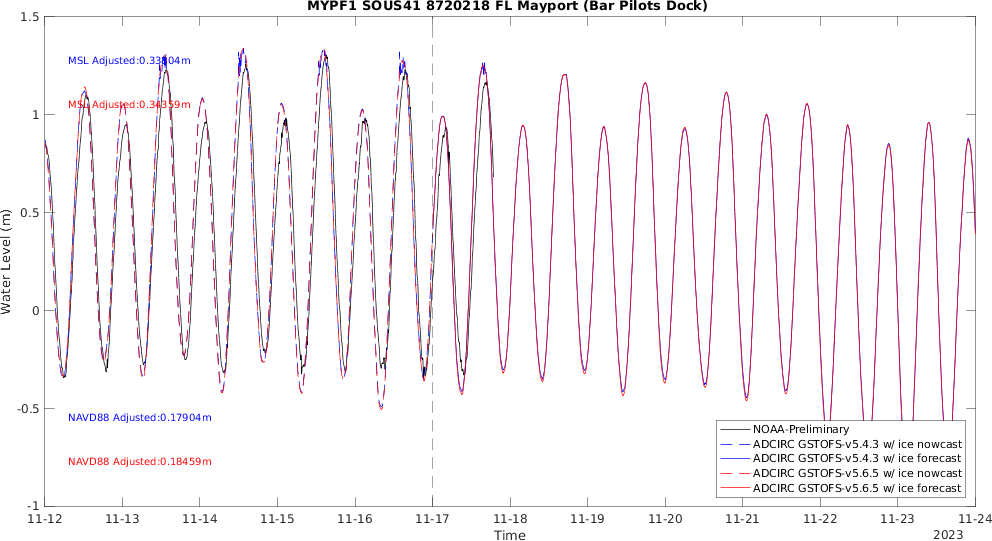 MYPF1 SOUS41 8720218 FL Mayport (Bar Pilots Dock)
1.5
1
0.5
0
-0.5
-1
Water Level (m)
MSL Adjusted:0.33804m
MSL Adjusted:0.34359m
NAVD88 Adjusted:0.17904m
NAVD88 Adjusted:0.18459m
NOAA-Preliminary
ADCIRC GSTOFS-v5.4.3 w/ ice nowcast
ADCIRC GSTOFS-v5.4.3 w/ ice forecast
ADCIRC GSTOFS-v5.6.5 w/ ice nowcast
ADCIRC GSTOFS-v5.6.5 w/ ice forecast
11-12 11-13 11-14 11-15 11-16 11-17 11-18 11-19 11-20 11-21 11-22 11-23 11-24
Time
2023